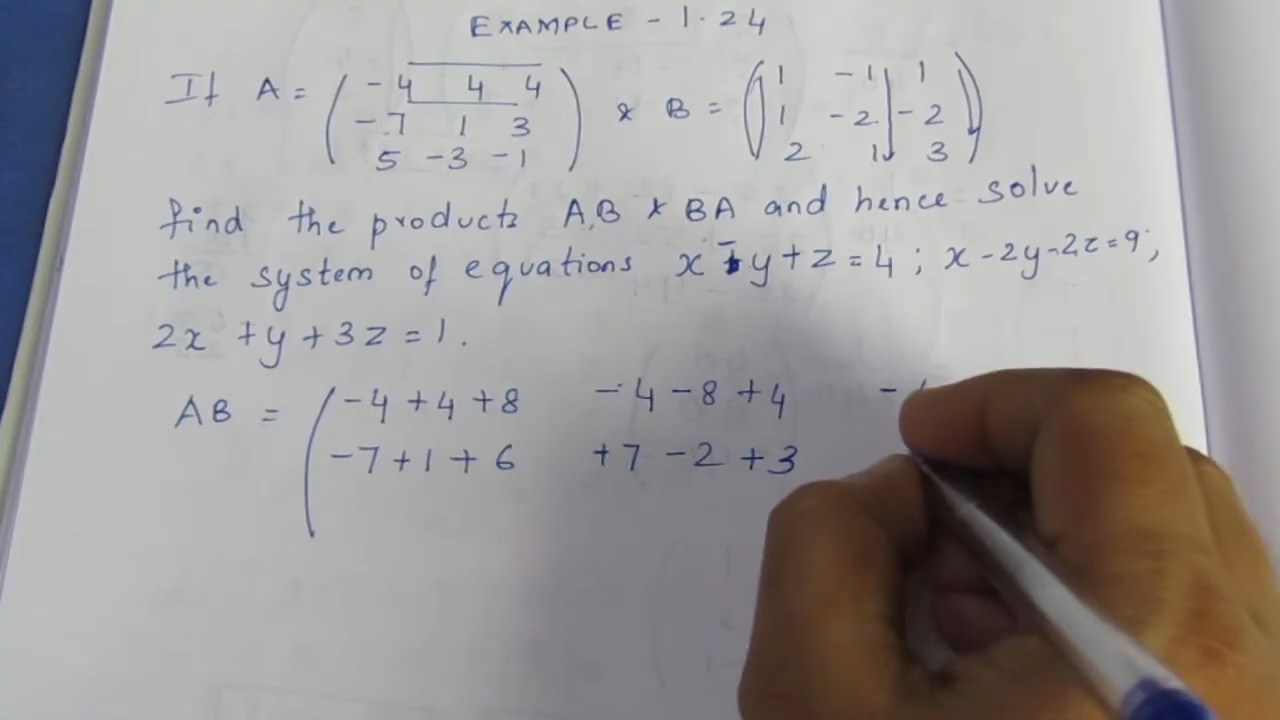 EXAMPLE - 1.24
If A = ( -4 4 4 ) & B = ( 1 -1 1 )
-7 1 3 1 -2 -2
5 -3 -1 2 1 3
find the products AB & BA and hence solve
the system of equations x - y + z = 4 ; x - 2y - 2z = 9 ;
2x + y + 3z = 1.
AB = ( -4 + 4 + 8 -4 - 8 + 4 -
-7 + 1 + 6 +7 - 2 + 3